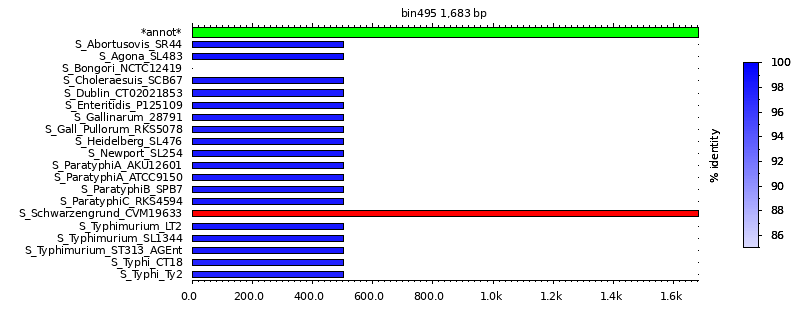 bin495 1,683 bp
*annot*
S_Abortusovis_SR44
S_Agona_SL483
S_Bongori_NCTC12419
S_Choleraesuis_SCB67
S_Dublin_CT02021853
S_Enteritidis_P125109
S_Gallinarum_28791
S_Gall_Pullorum_RKS5078
S_Heidelberg_SL476
S_Newport_SL254
S_ParatyphiA_AKU12601
S_ParatyphiA_ATCC9150
S_ParatyphiB_SPB7
S_ParatyphiC_RKS4594
S_Schwarzengrund_CVM19633
S_Typhimurium_LT2
S_Typhimurium_SL1344
S_Typhimurium_ST313_AGEnt
S_Typhi_CT18
S_Typhi_Ty2
0.0 200.0 400.0 600.0 800.0 1.0k 1.2k 1.4k 1.6k
100
98
96
94
92
90
88
86
% identity